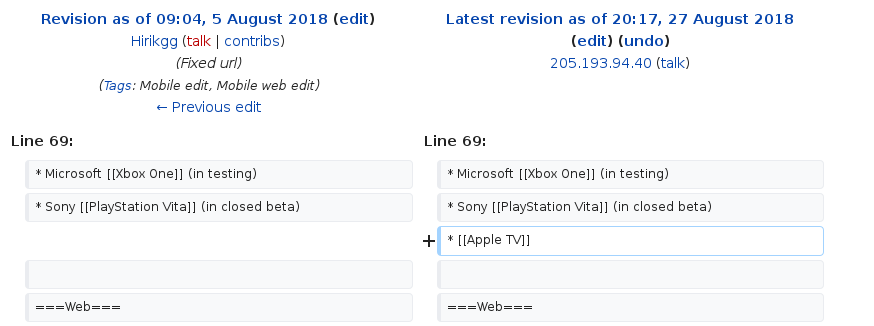 Revision as of 09:04, 5 August 2018 (edit)
Hirikgg (talk | contribs)
(Fixed url)
(Tags: Mobile edit, Mobile web edit)
← Previous edit
Latest revision as of 20:17, 27 August 2018
(edit) (undo)
205.193.94.40 (talk)
Line 69:
Line 69:
* Microsoft [[Xbox One]] (in testing)
* Microsoft [[Xbox One]] (in testing)
* Sony [[PlayStation Vita]] (in closed beta)
* Sony [[PlayStation Vita]] (in closed beta)
+ * [[Apple TV]]
===Web===
===Web===